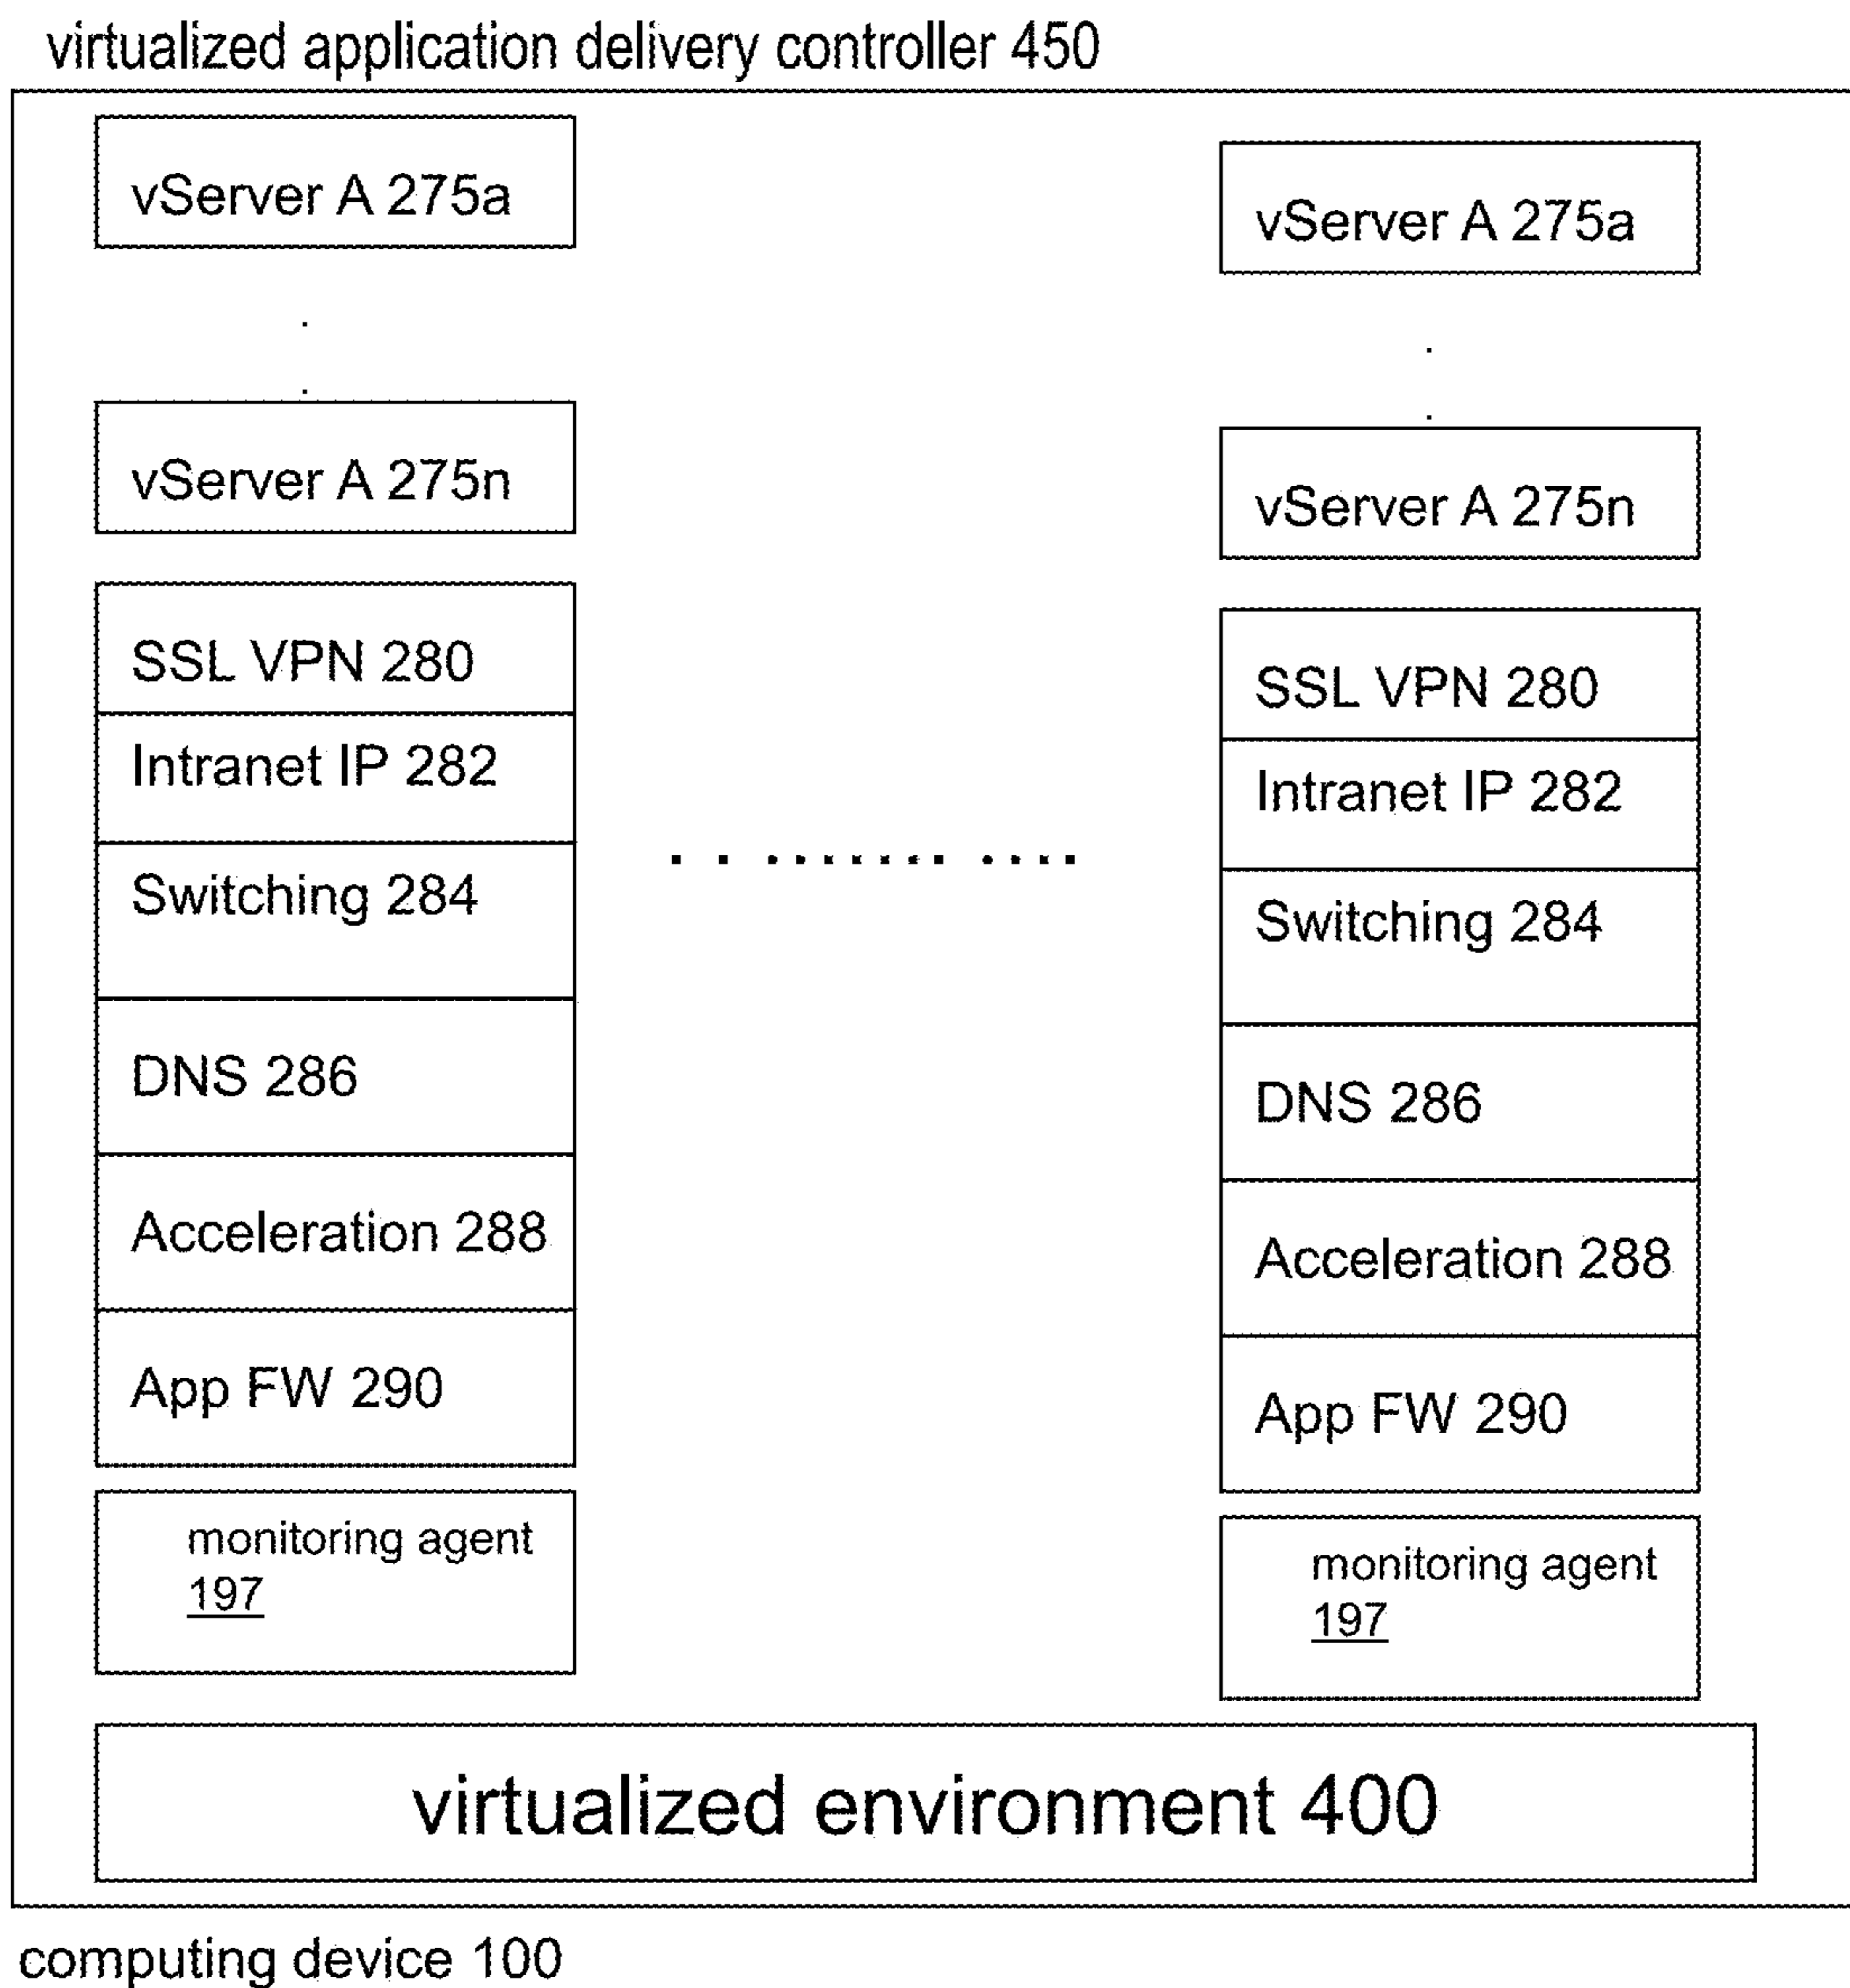 virtualized application delivery controller 450
vServer A 275a
vServer A 275n
SSL VPN 280
Intranet IP 282
Switching 284
DNS 286
Acceleration 288
App FW 290
monitoring agent
197
vServer A 275a
vServer A 275n
SSL VPN 280
Intranet IP 282
Switching 284
DNS 286
Acceleration 288
App FW 290
monitoring agent
197
virtualized environment 400
computing device 100